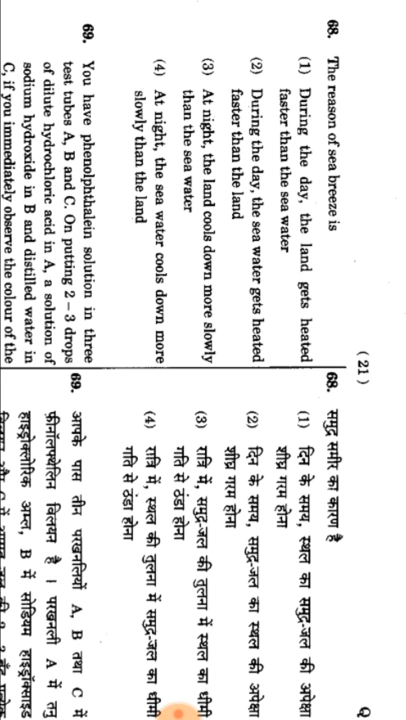 ( 21 )
Q
68. The reason of sea breeze is
(1) During the day, the land gets heated
faster than the sea water
(2) During the day, the sea water gets heated
faster than the land
(3) At night, the land cools down more slowly
than the sea water
(4) At night, the sea water cools down more
slowly than the land
69. You have phenolphthalein solution in three
test tubes A, B and C. On putting 2 – 3 drops
of dilute hydrochloric acid in A, a solution of
sodium hydroxide in B and distilled water in
C, if you immediately observe the colour of the
68. समुद्र समीर का कारण है
(1) दिन के समय, स्थल का समुद्र-जल की अपेक्षा
शीघ्र गरम होना
(2) दिन के समय, समुद्र-जल का स्थल की अपेक्षा
शीघ्र गरम होना
(3) रात्रि में, समुद्र-जल की तुलना में स्थल का धीमी
गति से ठंडा होना
(4) रात्रि में, स्थल की तुलना में समुद्र-जल का धीमी
गति से ठंडा होना
69. आपके पास तीन परखनलियों A, B तथा C में
फ़ीनॉलफ्थेलिन विलयन है । परखनली A में तनु
हाइड्रोक्लोरिक अम्ल, B में सोडियम हाइड्रॉक्साइड